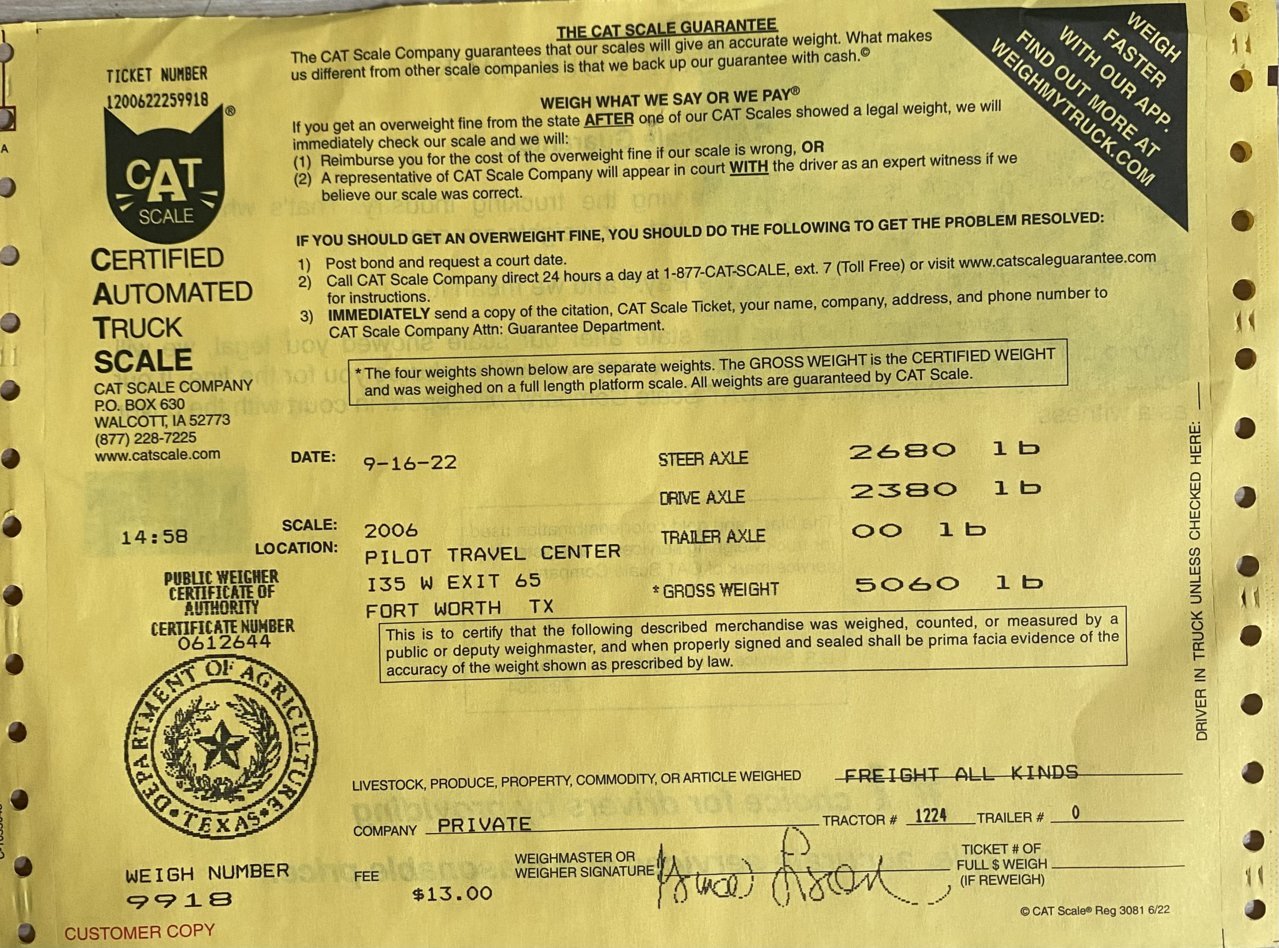 TICKET NUMBER
1200622259918
CAT
SCALE
®
CERTIFIED
AUTOMATED
TRUCK
SCALE
CAT SCALE COMPANY
P.O. BOX 630
WALCOTT, IA 52773
(877) 228-7225
www.catscale.com
THE CAT SCALE GUARANTEE
The CAT Scale Company guarantees that our scales will give an accurate weight. What makes
us different from other scale companies is that we back up our guarantee with cash.©
WEIGH WHAT WE SAY OR WE PAY®
If you get an overweight fine from the state AFTER one of our CAT Scales showed a legal weight, we will
immediately check our scale and we will:
(1) Reimburse you for the cost of the overweight fine if our scale is wrong, OR
(2) A representative of CAT Scale Company will appear in court WITH the driver as an expert witness if we
believe our scale was correct.
WEIGH
FASTER
WITH OUR APP.
FIND OUT MORE AT
WEIGHMYTRUCK.COM
IF YOU SHOULD GET AN OVERWEIGHT FINE, YOU SHOULD DO THE FOLLOWING TO GET THE PROBLEM RESOLVED:
1) Post bond and request a court date.
2) Call CAT Scale Company direct 24 hours a day at 1-877-CAT-SCALE, ext. 7 (Toll Free) or visit www.catscaleguarantee.com
for instructions.
3) IMMEDIATELY send a copy of the citation, CAT Scale Ticket, your name, company, address, and phone number to
CAT Scale Company Attn: Guarantee Department.
* The four weights shown below are separate weights. The GROSS WEIGHT is the CERTIFIED WEIGHT
and was weighed on a full length platform scale. All weights are guaranteed by CAT Scale.
DATE: 9-16-22
STEER AXLE 2680 lb
DRIVE AXLE 2380 lb
14:58
SCALE: 2006
TRAILER AXLE 00 lb
LOCATION: PILOT TRAVEL CENTER
I35 W EXIT 65
* GROSS WEIGHT 5060 lb
FORT WORTH TX
PUBLIC WEIGHER
CERTIFICATE OF
AUTHORITY
CERTIFICATE NUMBER
0612644
This is to certify that the following described merchandise was weighed, counted, or measured by a
public or deputy weighmaster, and when properly signed and sealed shall be prima facia evidence of the
accuracy of the weight shown as prescribed by law.
DEPARTMENT OF AGRICULTURE
TEXAS
DRIVER IN TRUCK UNLESS CHECKED HERE:
LIVESTOCK, PRODUCE, PROPERTY, COMMODITY, OR ARTICLE WEIGHED FREIGHT ALL KINDS
COMPANY PRIVATE TRACTOR # 1224 TRAILER # 0
WEIGH NUMBER
9918
FEE $13.00
WEIGHMASTER OR
WEIGHER SIGNATURE
TICKET # OF
FULL $ WEIGH
(IF REWEIGH)
© CAT Scale® Reg 3081 6/22
CUSTOMER COPY